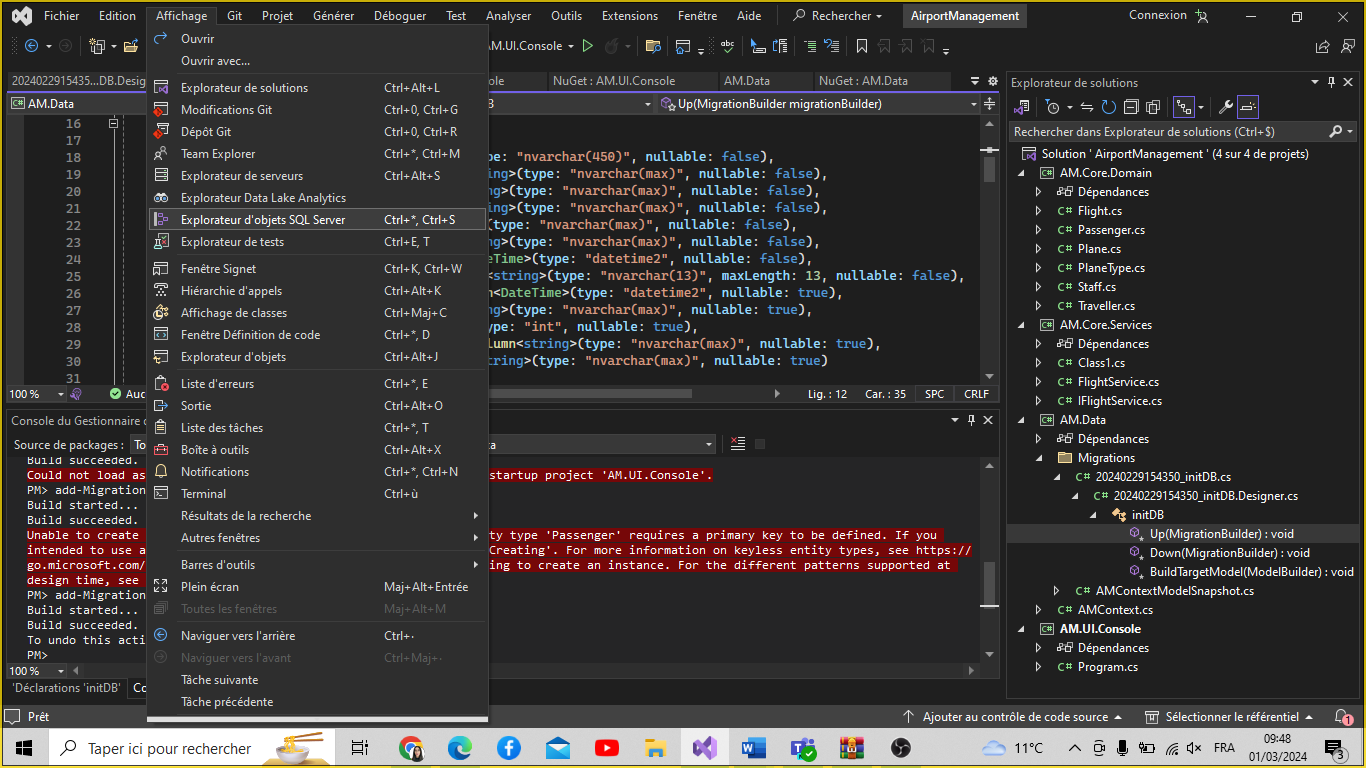 Fichier Edition Affichage Git Projet Générer Déboguer Test Analyser Outils Extensions Fenêtre Aide Rechercher AirportManagement Connexion
AM.UI.Console
2024022915435...DB.Desig
NuGet : AM.UI.Console AM.Data NuGet : AM.Data
AM.Data
Up(MigrationBuilder migrationBuilder)
Ouvrir
Ouvrir avec...
Explorateur de solutions Ctrl+Alt+L
Modifications Git Ctrl+0, Ctrl+G
Dépôt Git Ctrl+0, Ctrl+R
Team Explorer Ctrl+*, Ctrl+M
Explorateur de serveurs Ctrl+Alt+S
Explorateur Data Lake Analytics
Explorateur d'objets SQL Server Ctrl+*, Ctrl+S
Explorateur de tests Ctrl+E, T
Fenêtre Signet Ctrl+K, Ctrl+W
Hiérarchie d'appels Ctrl+Alt+K
Affichage de classes Ctrl+Maj+C
Fenêtre Définition de code Ctrl+*, D
Explorateur d'objets Ctrl+Alt+J
Liste d'erreurs Ctrl+*, E
Sortie Ctrl+Alt+O
Liste des tâches Ctrl+*, T
Boîte à outils Ctrl+Alt+X
Notifications Ctrl+*, Ctrl+N
Terminal Ctrl+ù
Résultats de la recherche
Autres fenêtres
Barres d'outils
Plein écran Maj+Alt+Entrée
Toutes les fenêtres Maj+Alt+M
Naviguer vers l'arrière Ctrl+-
Naviguer vers l'avant Ctrl+Maj+-
Tâche suivante
Tâche précédente
16
17
18
19
20
21
22
23
24
25
26
27
28
29
30
31
pe: "nvarchar(450)", nullable: false),
ing>(type: "nvarchar(max)", nullable: false),
ng>(type: "nvarchar(max)", nullable: false),
ng>(type: "nvarchar(max)", nullable: false),
(type: "nvarchar(max)", nullable: false),
ng>(type: "nvarchar(max)", nullable: false),
eTime>(type: "datetime2", nullable: false),
<string>(type: "nvarchar(13)", maxLength: 13, nullable: false),
n<DateTime>(type: "datetime2", nullable: true),
ng>(type: "nvarchar(max)", nullable: true),
ype: "int", nullable: true),
lumn<string>(type: "nvarchar(max)", nullable: true),
tring>(type: "nvarchar(max)", nullable: true)
100 % Auc Lig. : 12 Car. : 35 SPC CRLF
Console du Gestionnaire
Source de packages : To
Build succeeded.
Could not load as startup project 'AM.UI.Console'.
PM> add-Migration
Build started...
Build succeeded.
Unable to create ty type 'Passenger' requires a primary key to be defined. If you
intended to use a Creating'. For more information on keyless entity types, see https://
go.microsoft.com/ ing to create an instance. For the different patterns supported at
design time, see
PM> add-Migration
Build started...
Build succeeded.
To undo this acti
PM>
100 %
'Déclarations 'initDB' Co
Explorateur de solutions
Rechercher dans Explorateur de solutions (Ctrl+$)
Solution ' AirportManagement ' (4 sur 4 de projets)
AM.Core.Domain
Dépendances
C# Flight.cs
C# Passenger.cs
C# Plane.cs
C# PlaneType.cs
C# Staff.cs
C# Traveller.cs
AM.Core.Services
Dépendances
C# Class1.cs
C# FlightService.cs
C# IFlightService.cs
AM.Data
Dépendances
Migrations
C# 20240229154350_initDB.cs
C# 20240229154350_initDB.Designer.cs
initDB
Up(MigrationBuilder) : void
Down(MigrationBuilder) : void
BuildTargetModel(ModelBuilder) : void
C# AMContextModelSnapshot.cs
C# AMContext.cs
AM.UI.Console
Dépendances
C# Program.cs
Prêt Ajouter au contrôle de code source Sélectionner le référentiel 1
Taper ici pour rechercher 11°C FRA 09:48
01/03/2024 3